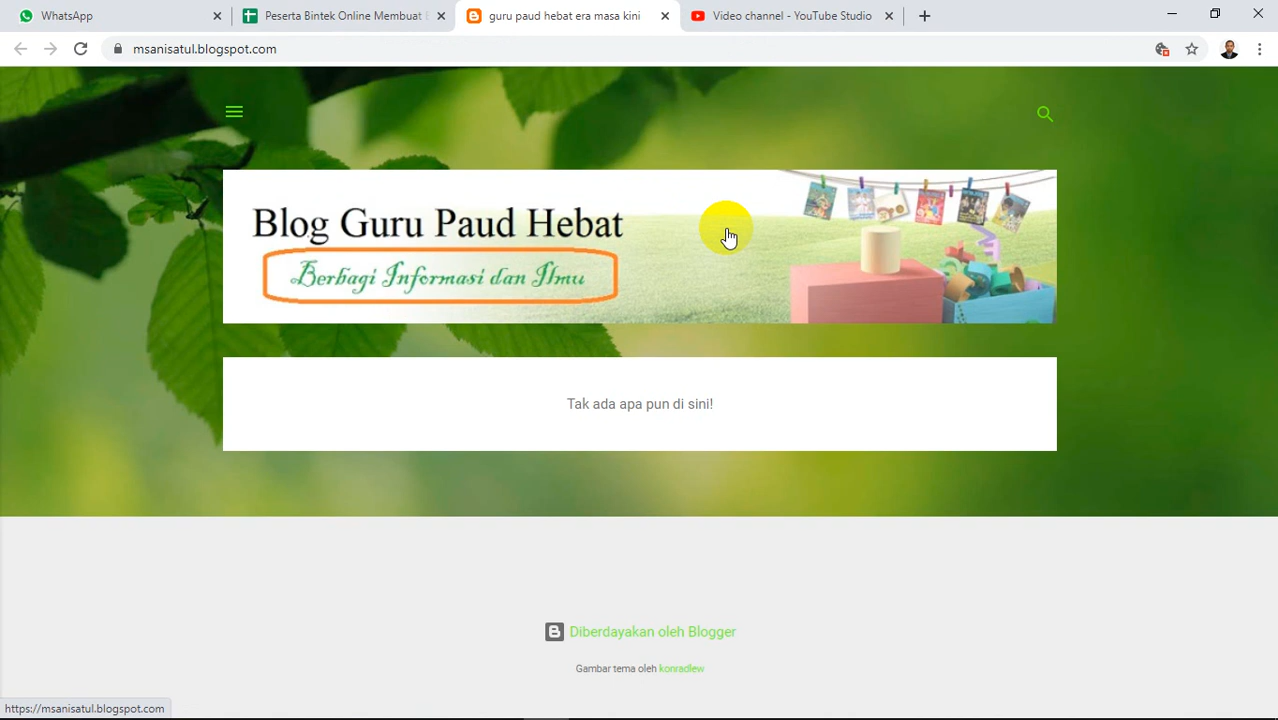 WhatsApp
Peserta Bintek Online Membuat
guru paud hebat era masa kini
Video channel - YouTube Studio
msanisatul.blogspot.com
Blog Guru Paud Hebat
Berbagi Informasi dan Ilmu
Tak ada apa pun di sini!
Diberdayakan oleh Blogger
Gambar tema oleh konradlew
https://msanisatul.blogspot.com